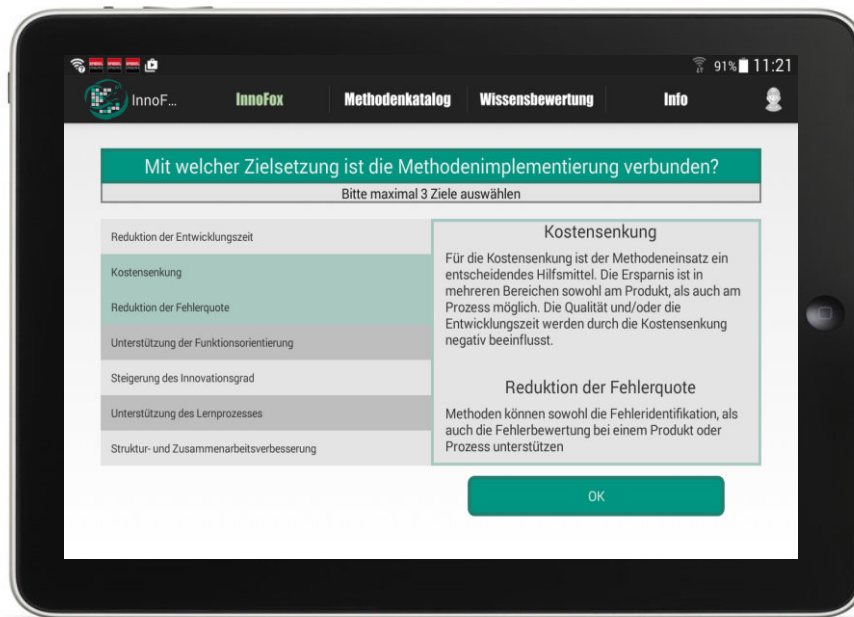 91% 11:21
InnoF...
InnoFox
Methodenkatalog
Wissensbewertung
Info
Mit welcher Zielsetzung ist die Methodenimplementierung verbunden?
Bitte maximal 3 Ziele auswählen
Reduktion der Entwicklungszeit
Kostensenkung
Reduktion der Fehlerquote
Unterstützung der Funktionsorientierung
Steigerung des Innovationsgrad
Unterstützung des Lernprozesses
Struktur- und Zusammenarbeitsverbesserung
Kostensenkung
Für die Kostensenkung ist der Methodeneinsatz ein
entscheidendes Hilfsmittel. Die Ersparnis ist in
mehreren Bereichen sowohl am Produkt, als auch am
Prozess möglich. Die Qualität und/oder die
Entwicklungszeit werden durch die Kostensenkung
negativ beeinflusst.
Reduktion der Fehlerquote
Methoden können sowohl die Fehleridentifikation, als
auch die Fehlerbewertung bei einem Produkt oder
Prozess unterstützen
OK